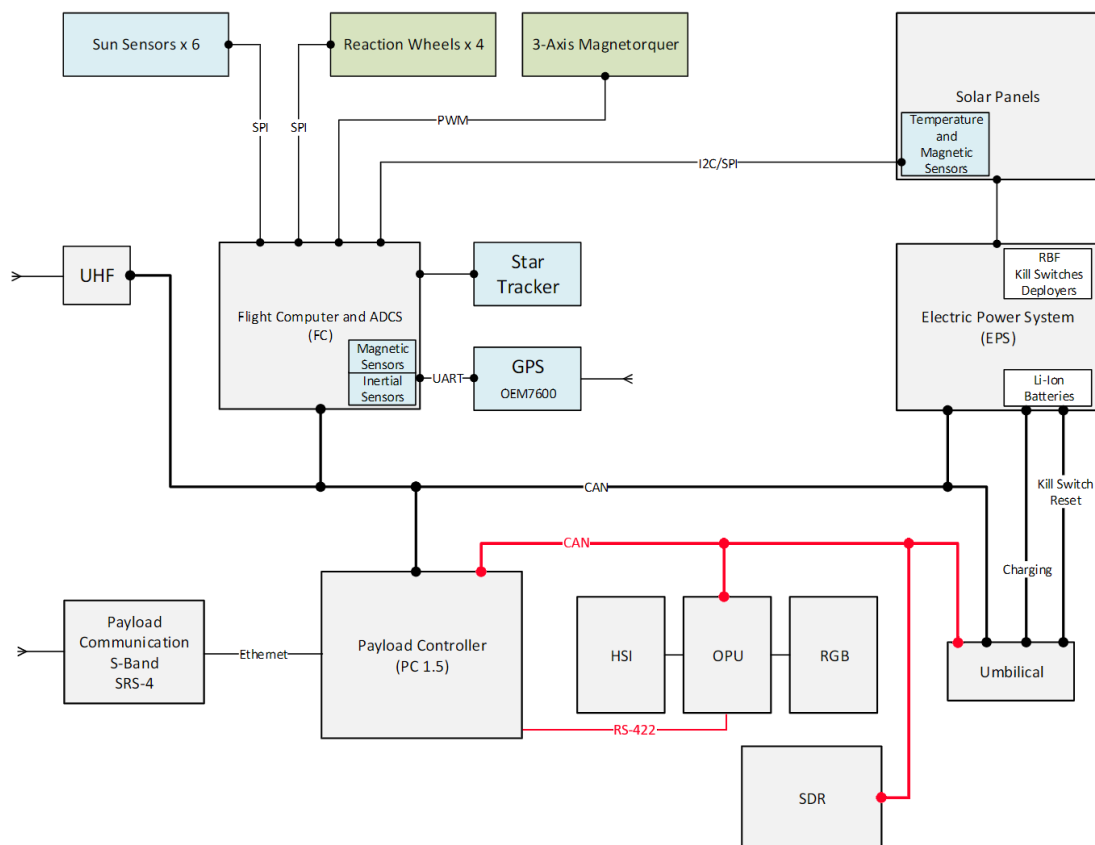 Sun Sensors x 6
Reaction Wheels x 4
3-Axis Magnetorquer
Solar Panels
Temperature
and
Magnetic
Sensors
SPI
SPI
PWM
I2C/SPI
UHF
Flight Computer and ADCS
(FC)
Magnetic
Sensors
Inertial
Sensors
Star
Tracker
UART
GPS
OEM7600
RBF
Kill Switches
Deployers
Electric Power System
(EPS)
Li-Ion
Batteries
CAN
Kill Switch
Reset
Charging
CAN
Payload
Communication
S-Band
SRS-4
Ethernet
Payload Controller
(PC 1.5)
HSI
OPU
RGB
Umbilical
RS-422
SDR